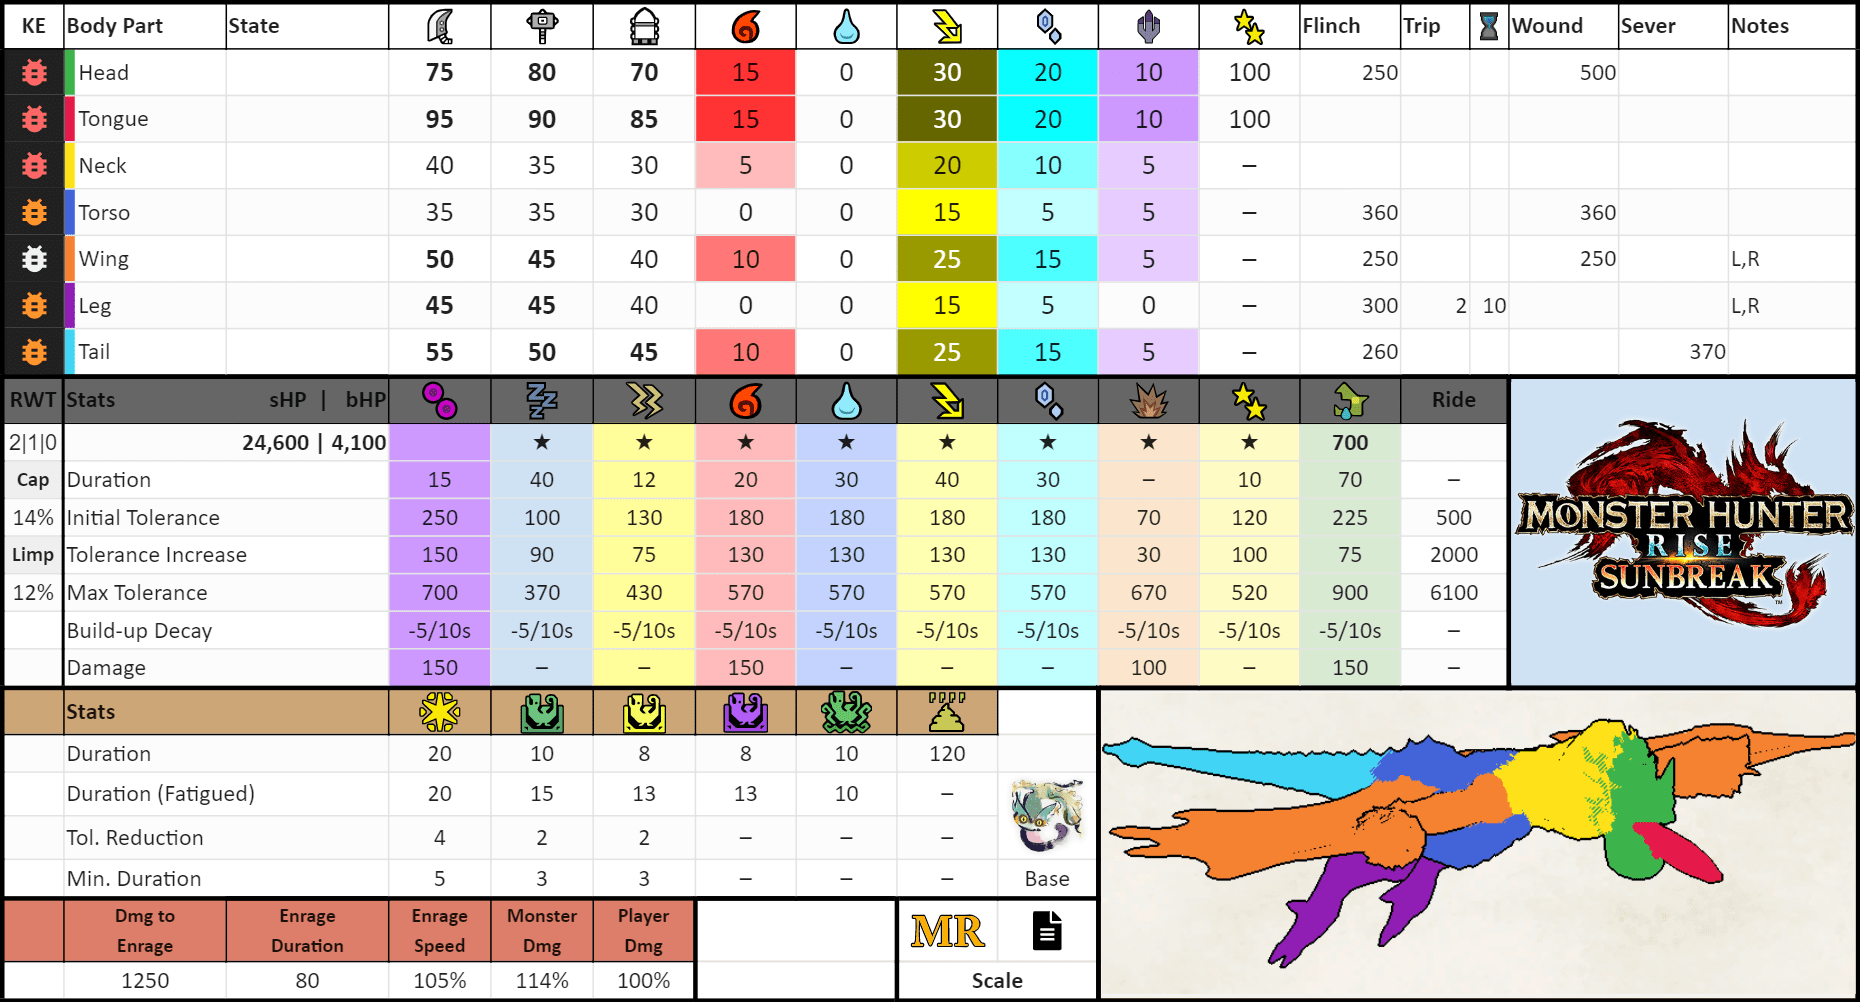 KE Body Part State Flinch Trip Wound Sever Notes
Head 75 80 70 15 0 30 20 10 100 250 500
Tongue 95 90 85 15 0 30 20 10 100
Neck 40 35 30 5 0 20 10 5 –
Torso 35 35 30 0 0 15 5 5 – 360 360
Wing 50 45 40 10 0 25 15 5 – 250 250 L,R
Leg 45 45 40 0 0 15 5 0 – 300 2 10 L,R
Tail 55 50 45 10 0 25 15 5 – 260 370
RWT Stats sHP | bHP Ride
2|1|0 24,600 | 4,100 ★ ★ ★ ★ ★ ★ ★ ★ 700
Cap Duration 15 40 12 20 30 40 30 – 10 70 –
14% Initial Tolerance 250 100 130 180 180 180 180 70 120 225 500
Limp Tolerance Increase 150 90 75 130 130 130 130 30 100 75 2000
12% Max Tolerance 700 370 430 570 570 570 570 670 520 900 6100
Build-up Decay -5/10s -5/10s -5/10s -5/10s -5/10s -5/10s -5/10s -5/10s -5/10s -5/10s –
Damage 150 – – 150 – – – 100 – 150 –
MONSTER HUNTER
RISE
SUNBREAK
™
Stats
Duration 20 10 8 8 10 120
Duration (Fatigued) 20 15 13 13 10 –
Tol. Reduction 4 2 2 – – –
Min. Duration 5 3 3 – – – Base
Dmg to Enrage Enrage Monster Player
Enrage Duration Speed Dmg Dmg
MR
1250 80 105% 114% 100% Scale